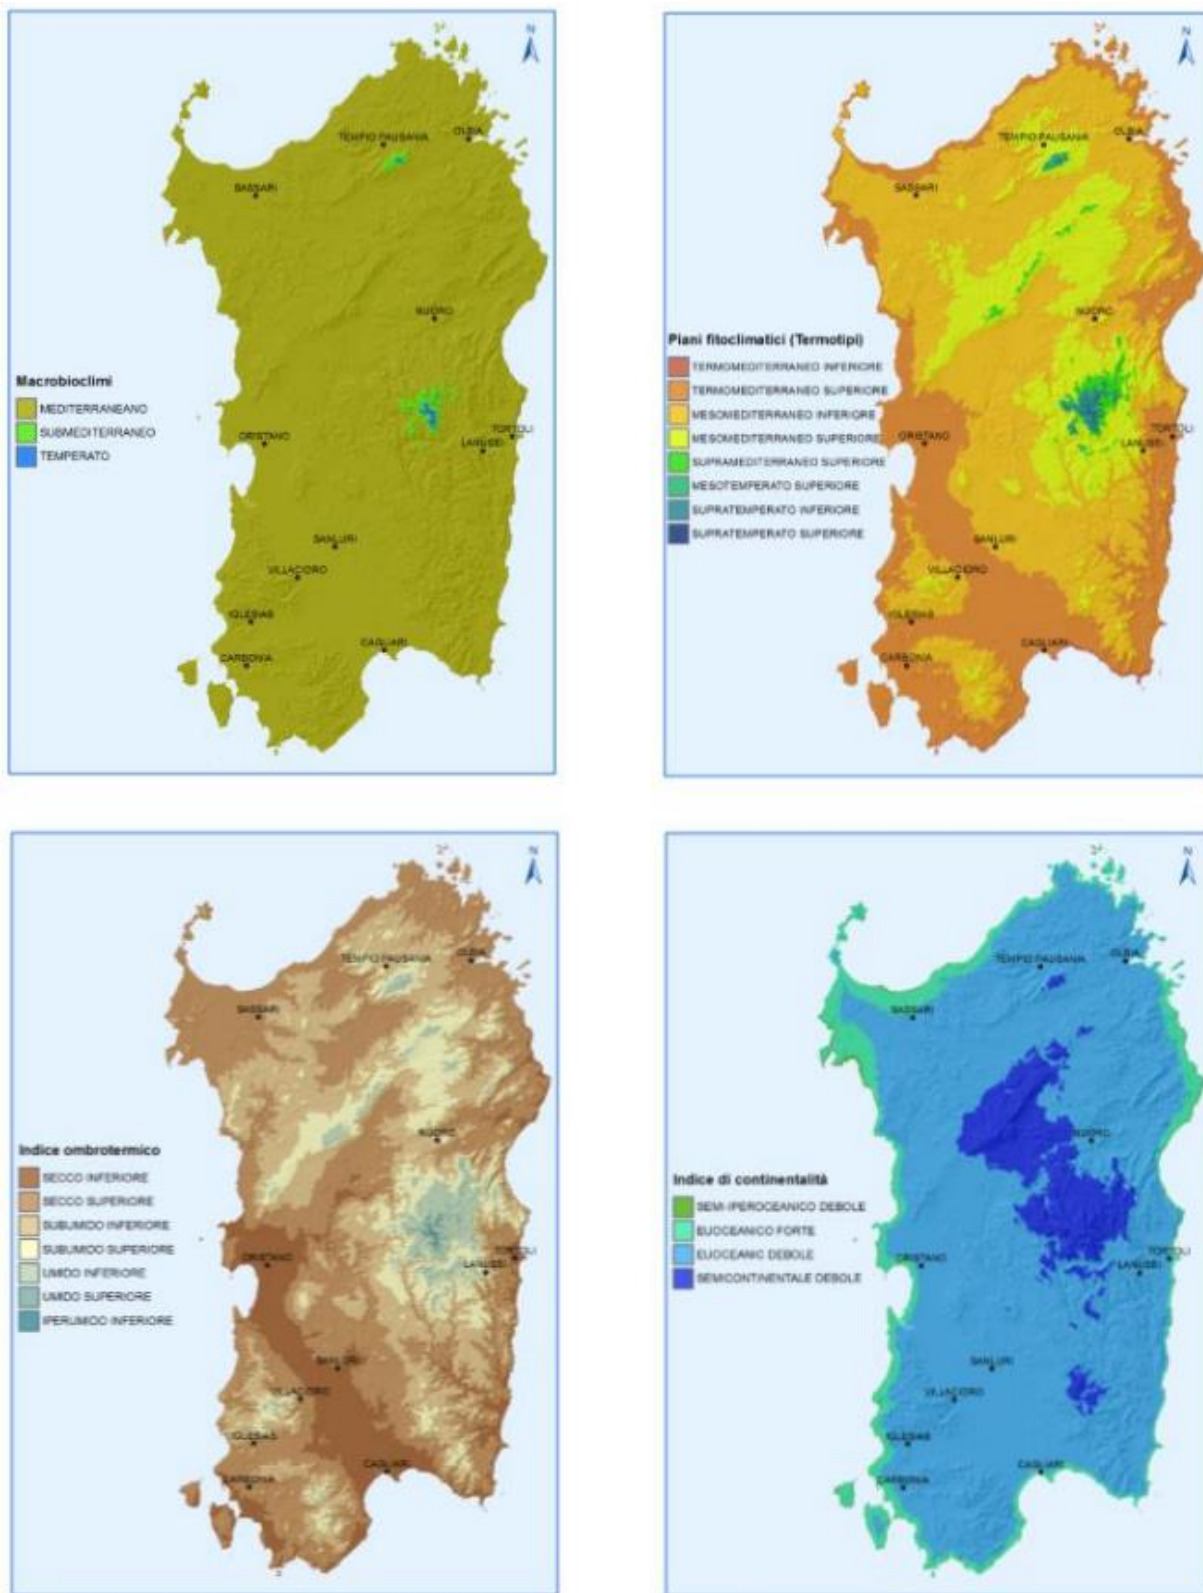 N
TEMPIO PAUSANIA
OLBIA
SASSARI
NUORO
Macrobioclimi
MEDITERRANEANO
SUBMEDITERRANEO
TEMPERATO
ORISTANO
TORTOLI
LANUSEI
SANLURI
VILLACIDRO
IGLESIAS
CARBONIA
CAGLIARI
N
TEMPIO PAUSANIA
OLBIA
SASSARI
NUORO
Piani fitoclimatici (Termotipi)
TERMOMEDITERRANEO INFERIORE
TERMOMEDITERRANEO SUPERIORE
MESOMEDITERRANEO INFERIORE
MESOMEDITERRANEO SUPERIORE
SUPRAMEDITERRANEO SUPERIORE
MESOTEMPERATO SUPERIORE
SUPRATEMPERATO INFERIORE
SUPRATEMPERATO SUPERIORE
ORISTANO
TORTOLI
LANUSEI
SANLURI
VILLACIDRO
IGLESIAS
CAGLIARI
CARBONIA
N
TEMPIO PAUSANIA
OLBIA
SASSARI
NUORO
Indice ombrotermico
SECCO INFERIORE
SECCO SUPERIORE
SUBUMIDO INFERIORE
SUBUMIDO SUPERIORE
UMIDO INFERIORE
UMIDO SUPERIORE
IPERUMIDO INFERIORE
ORISTANO
TORTOLI
LANUSEI
SANLURI
VILLACIDRO
IGLESIAS
CAGLIARI
CARBONIA
N
TEMPIO PAUSANIA
OLBIA
SASSARI
NUORO
Indice di continentalità
SEMI-IPEROCEANICO DEBOLE
EUOCEANICO FORTE
EUOCEANIC DEBOLE
SEMICONTINENTALE DEBOLE
ORISTANO
TORTOLI
LANUSEI
SANLURI
VILLACIDRO
IGLESIAS
CAGLIARI
CARBONIA